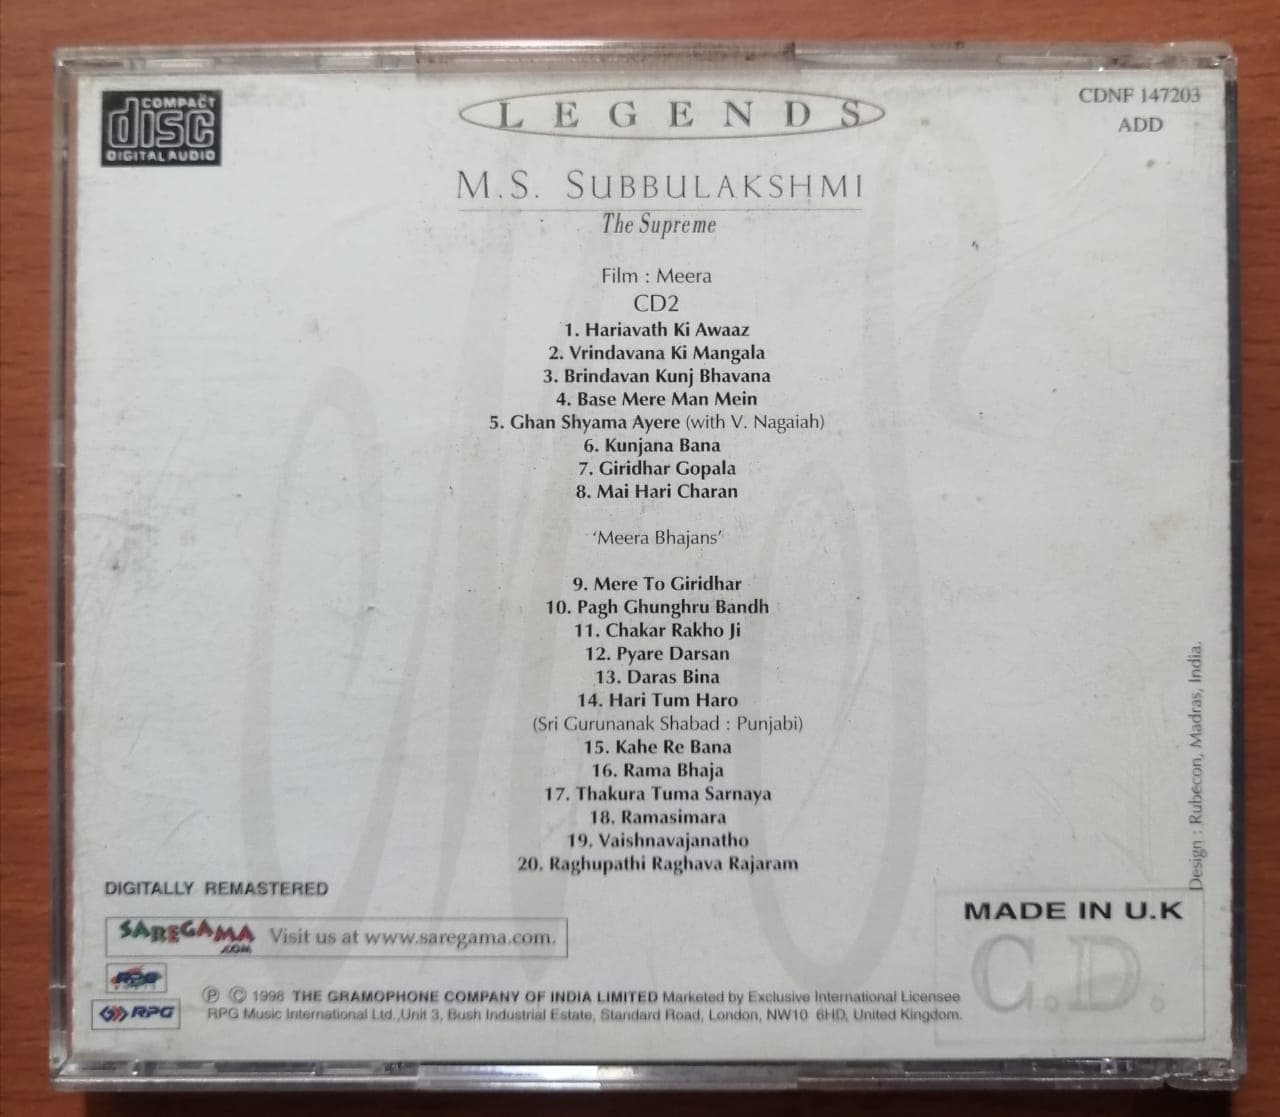 COMPACT
disc
DIGITAL AUDIO
LEGENDS
CDNF 147203
ADD
M.S. SUBBULAKSHMI
The Supreme
Film : Meera
CD2
1. Hariavath Ki Awaaz
2. Vrindavana Ki Mangala
3. Brindavan Kunj Bhavana
4. Base Mere Man Mein
5. Ghan Shyama Ayere (with V. Nagaiah)
6. Kunjana Bana
7. Giridhar Gopala
8. Mai Hari Charan
'Meera Bhajans'
9. Mere To Giridhar
10. Pagh Ghunghru Bandh
11. Chakar Rakho Ji
12. Pyare Darsan
13. Daras Bina
14. Hari Tum Haro
(Sri Gurunanak Shabad : Punjabi)
15. Kahe Re Bana
16. Rama Bhaja
17. Thakura Tuma Sarnaya
18. Ramasimara
19. Vaishnavajanatho
20. Raghupathi Raghava Rajaram
Design : Rubecon, Madras, India.
DIGITALLY REMASTERED
SAREGAMA.COM Visit us at www.saregama.com.
MADE IN U.K
C.D.
RPG
℗ © 1998 THE GRAMOPHONE COMPANY OF INDIA LIMITED Marketed by Exclusive International Licensee
RPG Music International Ltd.,Unit 3, Bush Industrial Estate, Standard Road, London, NW10 6HD, United Kingdom.